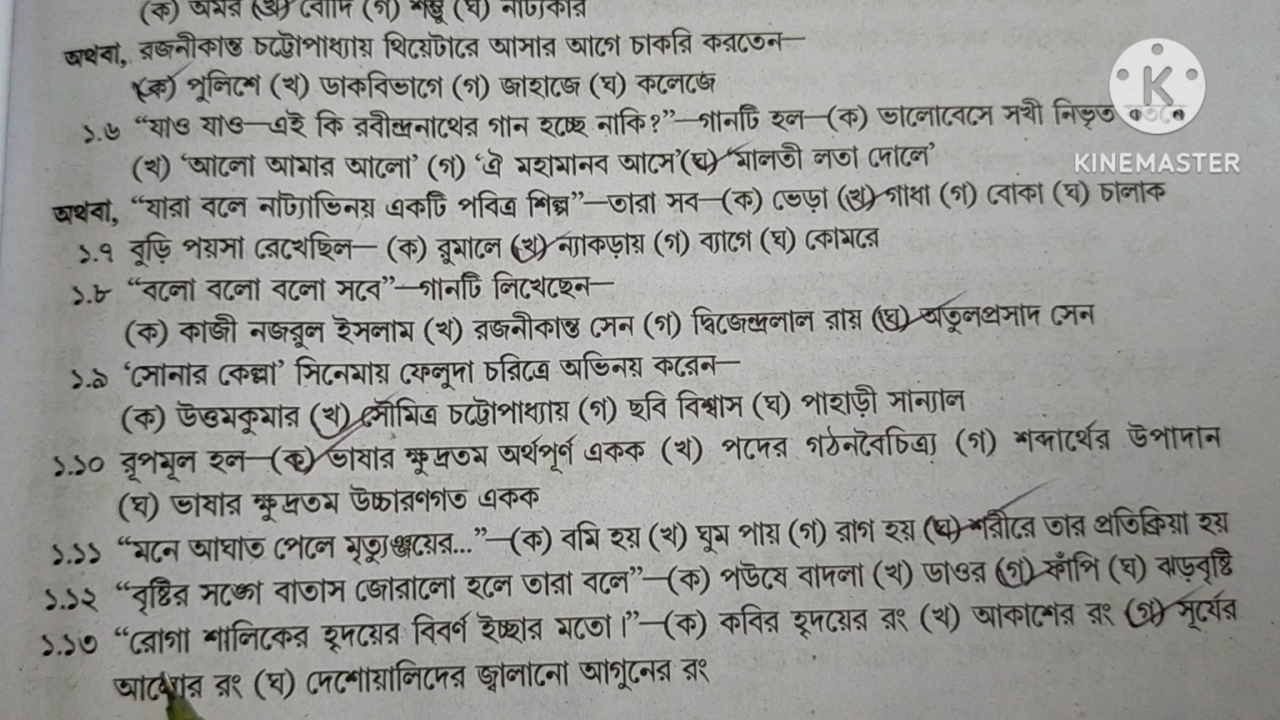 (ক) অমর (খ) বৌদি (গ) শম্ভু (ঘ) নাট্যকার
অথবা, রজনীকান্ত চট্টোপাধ্যায় থিয়েটারে আসার আগে চাকরি করতেন—
(ক) পুলিশে (খ) ডাকবিভাগে (গ) জাহাজে (ঘ) কলেজে
১.৬ “যাও যাও—এই কি রবীন্দ্রনাথের গান হচ্ছে নাকি?”—গানটি হল—(ক) ভালোবেসে সখী নিভৃত যতনে
(খ) ‘আলো আমার আলো’ (গ) ‘ঐ মহামানব আসে’ (ঘ) ‘মালতী লতা দোলে’
অথবা, “যারা বলে নাট্যাভিনয় একটি পবিত্র শিল্প”—তারা সব—(ক) ভেড়া (খ) গাধা (গ) বোকা (ঘ) চালাক
১.৭ বুড়ি পয়সা রেখেছিল— (ক) রুমালে (খ) ন্যাকড়ায় (গ) ব্যাগে (ঘ) কোমরে
১.৮ “বলো বলো বলো সবে”—গানটি লিখেছেন—
(ক) কাজী নজরুল ইসলাম (খ) রজনীকান্ত সেন (গ) দ্বিজেন্দ্রলাল রায় (ঘ) অতুলপ্রসাদ সেন
১.৯ ‘সোনার কেল্লা’ সিনেমায় ফেলুদা চরিত্রে অভিনয় করেন—
(ক) উত্তমকুমার (খ) সৌমিত্র চট্টোপাধ্যায় (গ) ছবি বিশ্বাস (ঘ) পাহাড়ী সান্যাল
১.১০ রূপমূল হল—(ক) ভাষার ক্ষুদ্রতম অর্থপূর্ণ একক (খ) পদের গঠনবৈচিত্র্য (গ) শব্দার্থের উপাদান
(ঘ) ভাষার ক্ষুদ্রতম উচ্চারণগত একক
১.১১ “মনে আঘাত পেলে মৃত্যুঞ্জয়ের...”—(ক) বমি হয় (খ) ঘুম পায় (গ) রাগ হয় (ঘ) শরীরে তার প্রতিক্রিয়া হয়
১.১২ “বৃষ্টির সঙ্গে বাতাস জোরালো হলে তারা বলে”—(ক) পউষে বাদলা (খ) ডাওর (গ) ফাঁপি (ঘ) ঝড়বৃষ্টি
১.১৩ “রোগা শালিকের হৃদয়ের বিবর্ণ ইচ্ছার মতো।”—(ক) কবির হৃদয়ের রং (খ) আকাশের রং (গ) সূর্যের
আলোর রং (ঘ) দেশোয়ালিদের জ্বালানো আগুনের রং
KINEMASTER